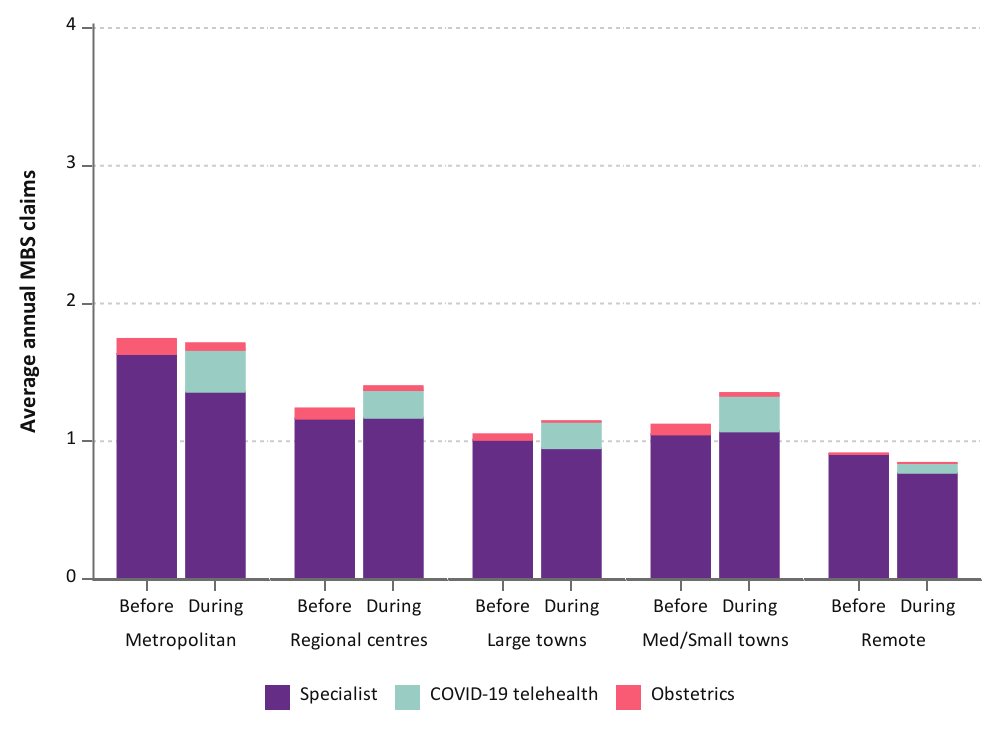 Average annual MBS claims
4
3
2
1
0
Before During Before During Before During Before During Before During
Metropolitan Regional centres Large towns Med/Small towns Remote
Specialist COVID-19 telehealth Obstetrics